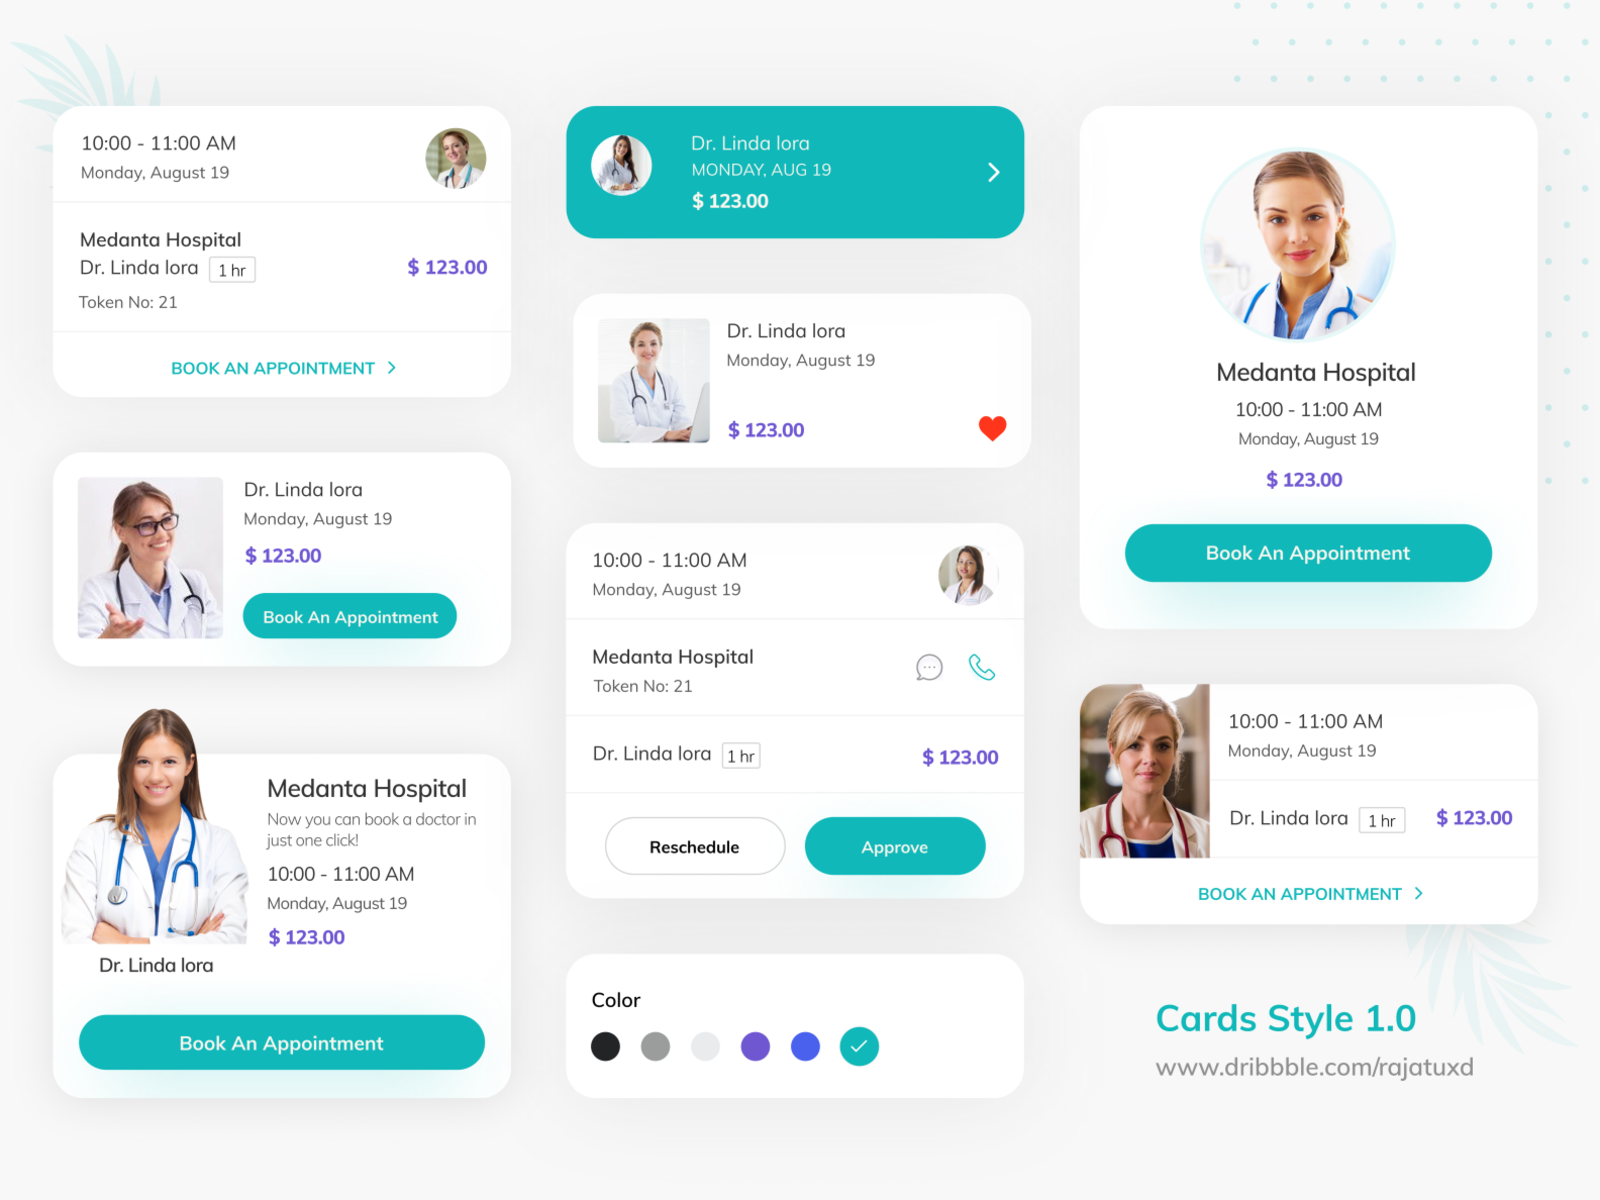 10:00 - 11:00 AM
Monday, August 19
Medanta Hospital
Dr. Linda lora 1 hr $ 123.00
Token No: 21
BOOK AN APPOINTMENT
Dr. Linda lora
Monday, August 19
$ 123.00
Book An Appointment
Medanta Hospital
Now you can book a doctor in
just one click!
10:00 - 11:00 AM
Monday, August 19
$ 123.00
Dr. Linda lora
Book An Appointment
Dr. Linda lora
MONDAY, AUG 19
$ 123.00
Dr. Linda lora
Monday, August 19
$ 123.00
10:00 - 11:00 AM
Monday, August 19
Medanta Hospital
Token No: 21
Dr. Linda lora 1 hr $ 123.00
Reschedule Approve
Color
Medanta Hospital
10:00 - 11:00 AM
Monday, August 19
$ 123.00
Book An Appointment
10:00 - 11:00 AM
Monday, August 19
Dr. Linda lora 1 hr $ 123.00
BOOK AN APPOINTMENT
Cards Style 1.0
www.dribbble.com/rajatuxd